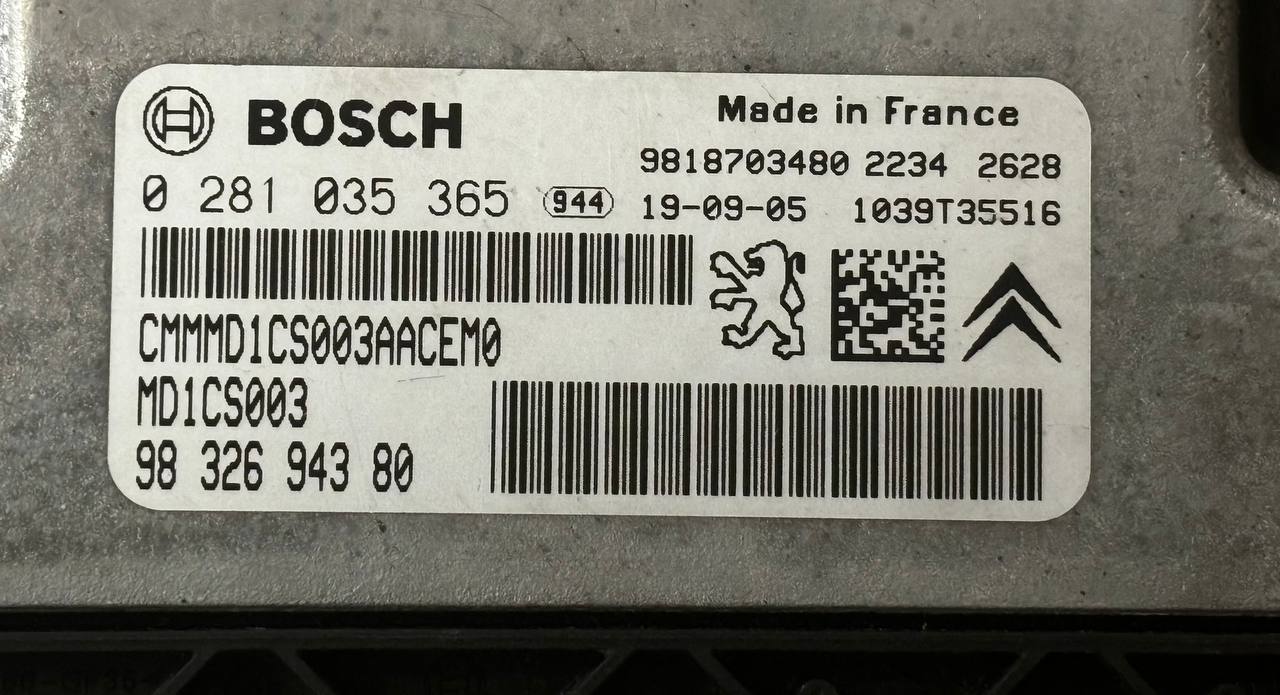 BOSCH
Made in France
9818703480 2234 2628
0 281 035 365 944 19-09-05 1039T35516
CMMMD1CS003AACEM0
MD1CS003
98 326 943 80